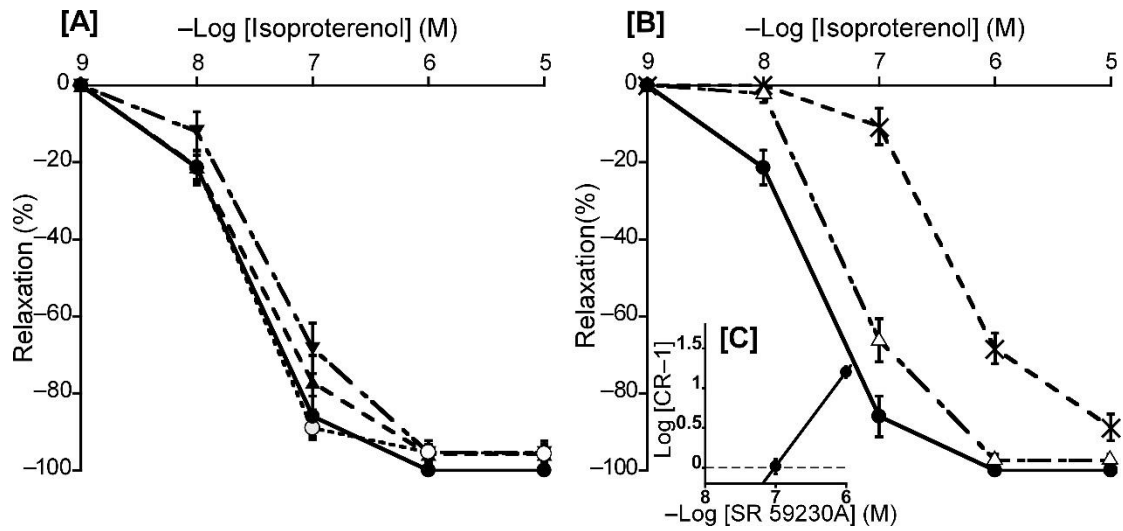 [A]
–Log [Isoproterenol] (M)
9 8 7 6 5
0
–20
–40
–60
–80
–100
Relaxation (%)
[B]
–Log [Isoproterenol] (M)
9 8 7 6 5
0
–20
–40
–60
–80
–100
Relaxation(%)
[C]
Log [CR–1]
1.5
1
0.5
0
8 7 6
–Log [SR 59230A] (M)